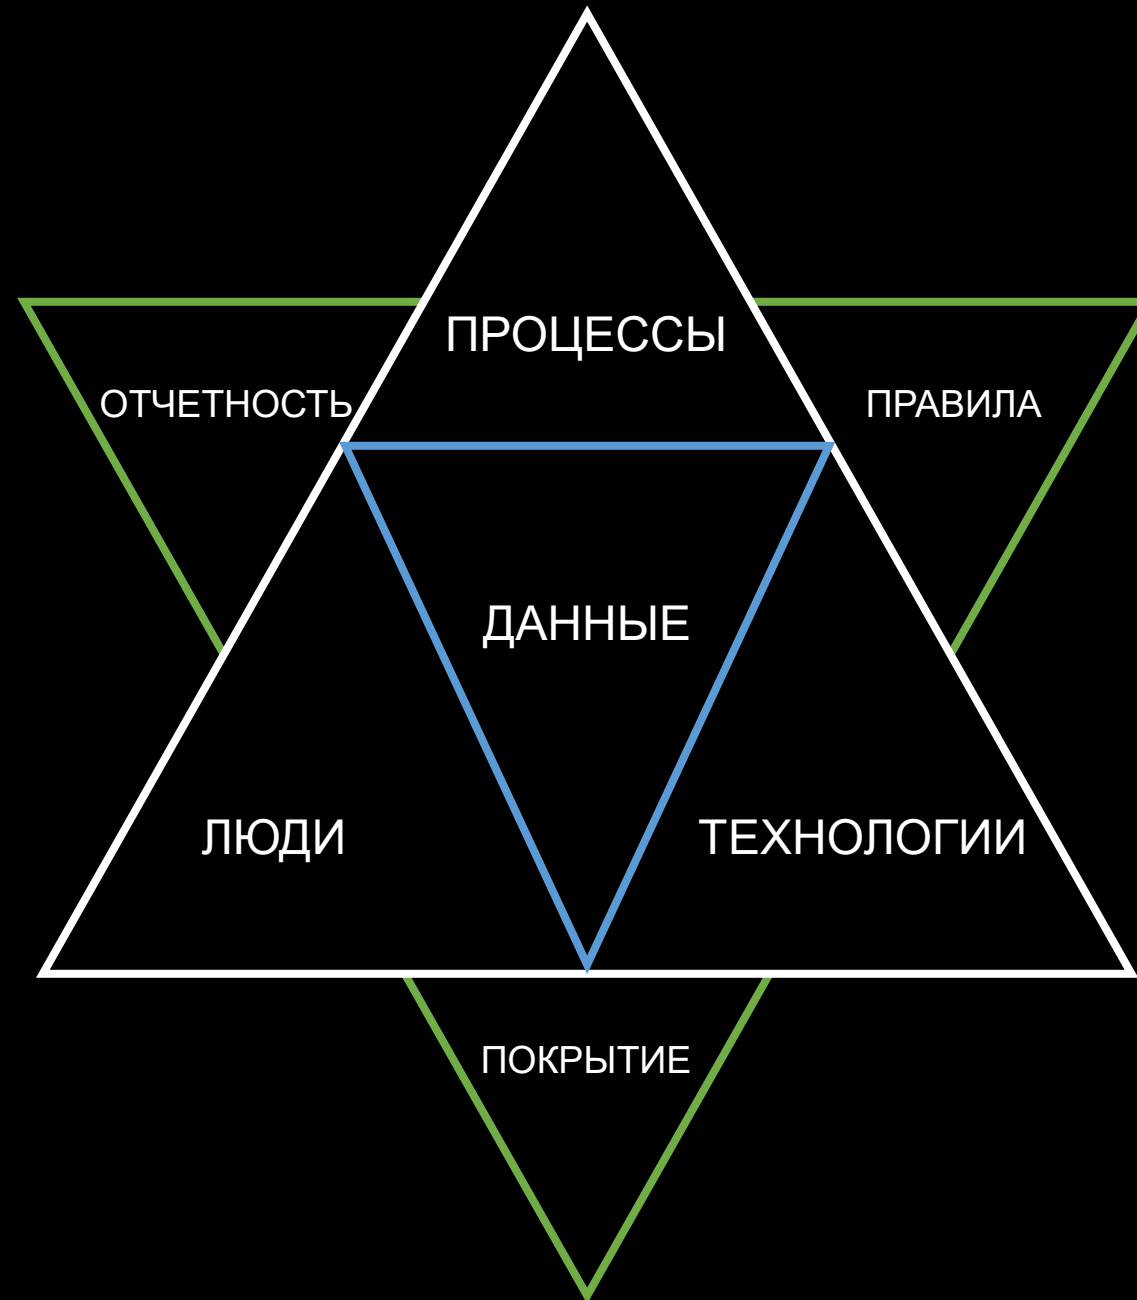 ПРОЦЕССЫ
ОТЧЕТНОСТЬ
ПРАВИЛА
ДАННЫЕ
ЛЮДИ
ТЕХНОЛОГИИ
ПОКРЫТИЕ